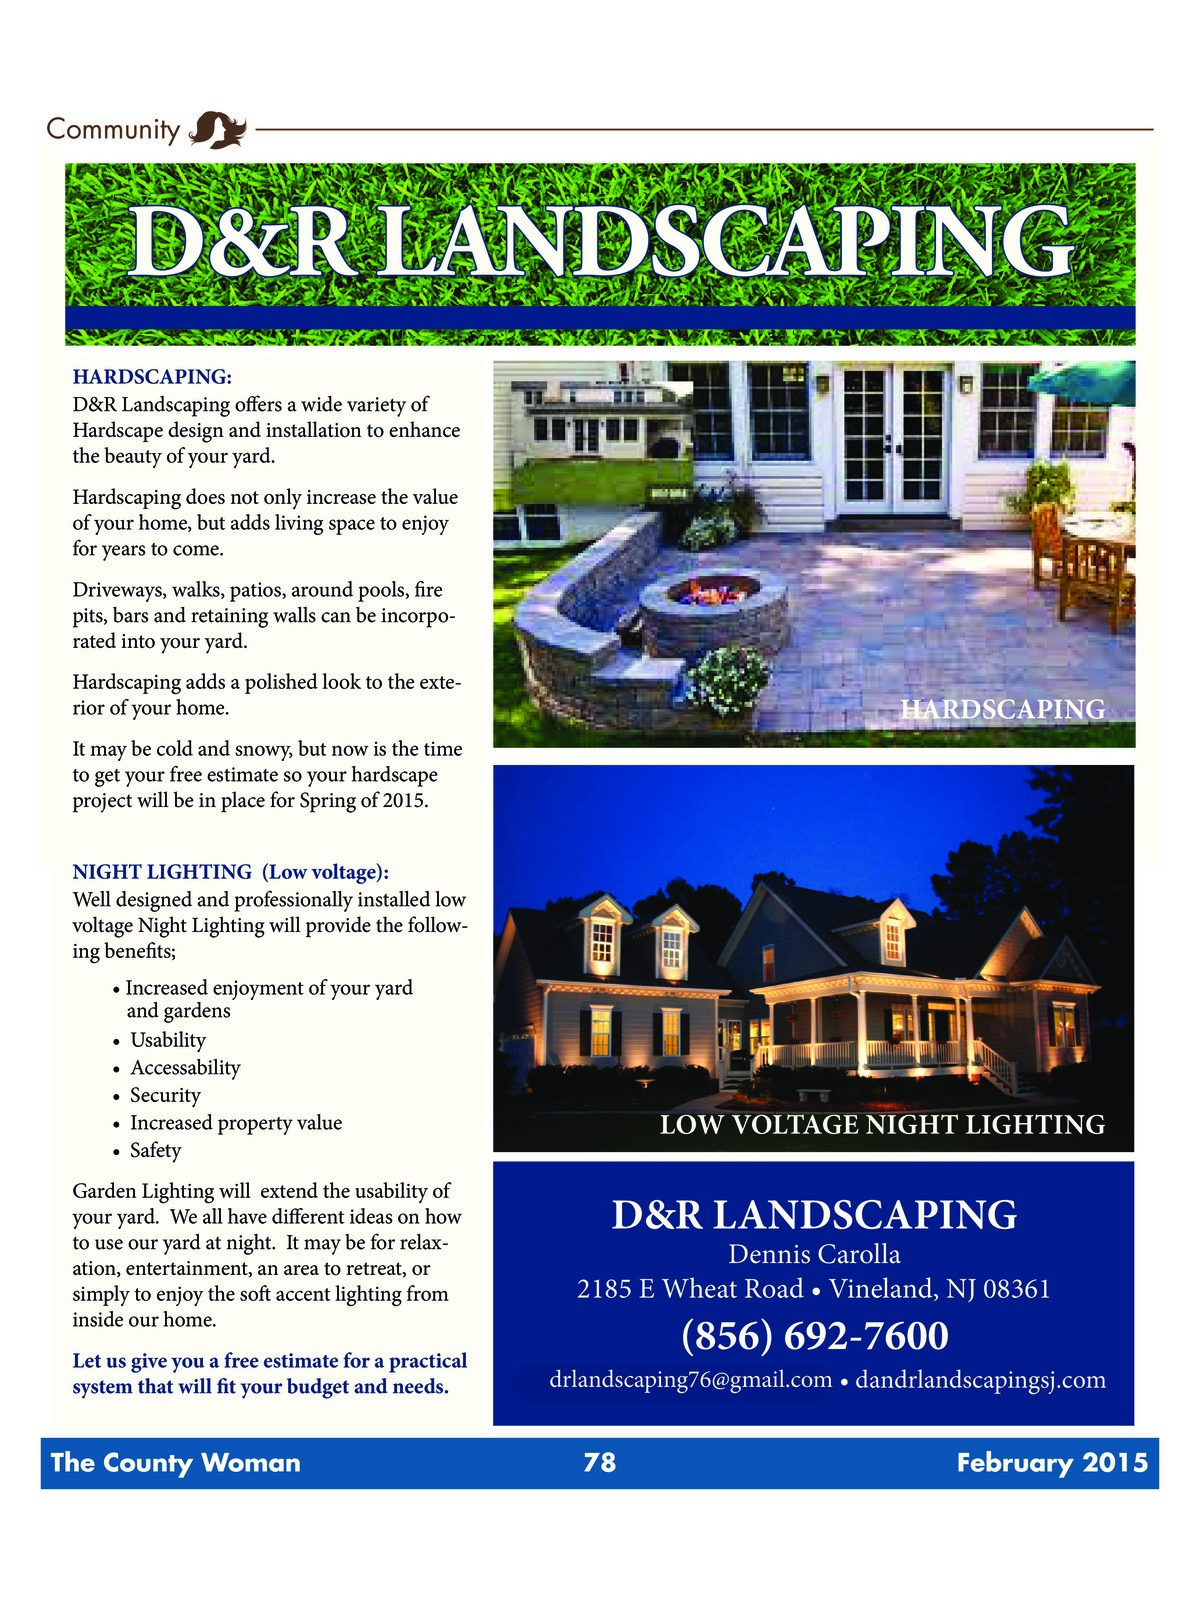 Community
D&R LANDSCAPING
HARDSCAPING:
D&R Landscaping offers a wide variety of
Hardscape design and installation to enhance
the beauty of your yard.
Hardscaping does not only increase the value
of your home, but adds living space to enjoy
for years to come.
Driveways, walks, patios, around pools, fire
pits, bars and retaining walls can be incorpo-
rated into your yard.
Hardscaping adds a polished look to the exte-
rior of your home.
It may be cold and snowy, but now is the time
to get your free estimate so your hardscape
project will be in place for Spring of 2015.
NIGHT LIGHTING (Low voltage):
Well designed and professionally installed low
voltage Night Lighting will provide the follow-
ing benefits;
• Increased enjoyment of your yard
and gardens
• Usability
• Accessability
• Security
• Increased property value
• Safety
Garden Lighting will extend the usability of
your yard. We all have different ideas on how
to use our yard at night. It may be for relax-
ation, entertainment, an area to retreat, or
simply to enjoy the soft accent lighting from
inside our home.
Let us give you a free estimate for a practical
system that will fit your budget and needs.
HARDSCAPING
LOW VOLTAGE NIGHT LIGHTING
D&R LANDSCAPING
Dennis Carolla
2185 E Wheat Road • Vineland, NJ 08361
(856) 692-7600
drlandscaping76@gmail.com • dandrlandscapingsj.com
The County Woman 78 February 2015